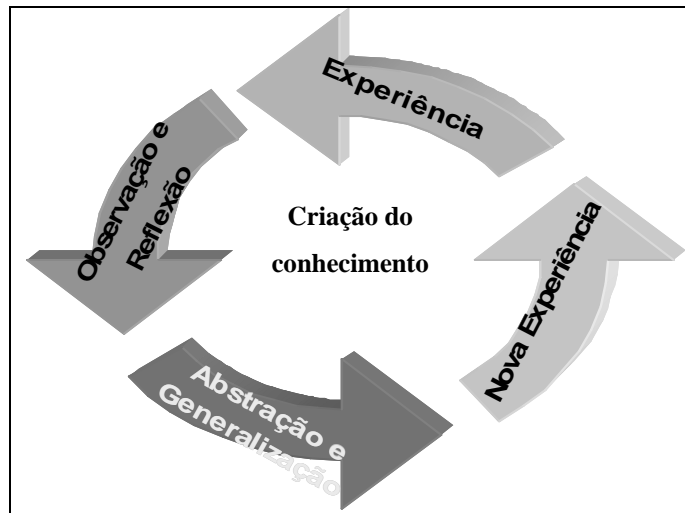 Experiência
Observação e
Reflexão
Criação do
conhecimento
Nova Experiência
Abstração e
Generalização